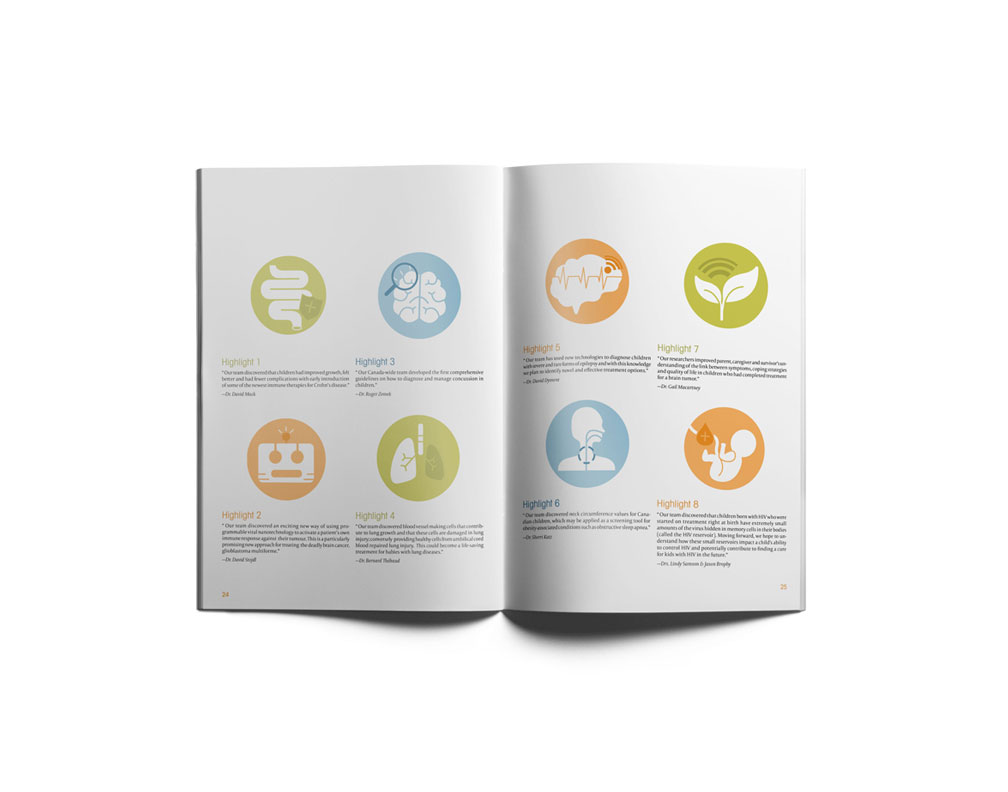 Highlight 1
"Our team discovered that children had improved growth, felt
better and had fewer complications with early introduction
of some of the newest immune therapies for Crohn's disease."
—Dr. David Mack
Highlight 2
"Our team discovered an exciting new way of using pro-
grammable viral nanotechnology to activate a patient's own
immune response against their tumour. This is a particularly
promising new approach for treating the deadly brain cancer,
glioblastoma multiforme."
—Dr. David Stojdl
Highlight 3
"Our Canada-wide team developed the first comprehensive
guidelines on how to diagnose and manage concussion in
children."
—Dr. Roger Zemek
Highlight 4
"Our team discovered blood vessel making cells that contrib-
ute to lung growth and that these cells are damaged in lung
injury; conversely providing healthy cells from umbilical cord
blood repaired lung injury. This could become a life-saving
treatment for babies with lung diseases."
—Dr. Bernard Thébaud
24
Highlight 5
"Our team has used new technologies to diagnose children
with severe and rare forms of epilepsy and with this knowledge
we plan to identify novel and effective treatment options."
—Dr. David Dyment
Highlight 6
"Our team discovered neck circumference values for Cana-
dian children, which may be applied as a screening tool for
obesity-associated conditions such as obstructive sleep apnea."
—Dr. Sherri Katz
Highlight 7
"Our researchers improved parent, caregiver and survivor's un-
derstanding of the link between symptoms, coping strategies
and quality of life in children who had completed treatment
for a brain tumor."
—Dr. Gail Macartney
Highlight 8
"Our team discovered that children born with HIV who were
started on treatment right at birth have extremely small
amounts of the virus hidden in memory cells in their bodies
(called the HIV reservoir). Moving forward, we hope to un-
derstand how these small reservoirs impact a child's ability
to control HIV and potentially contribute to finding a cure
for kids with HIV in the future."
—Drs. Lindy Samson & Jason Brophy
25